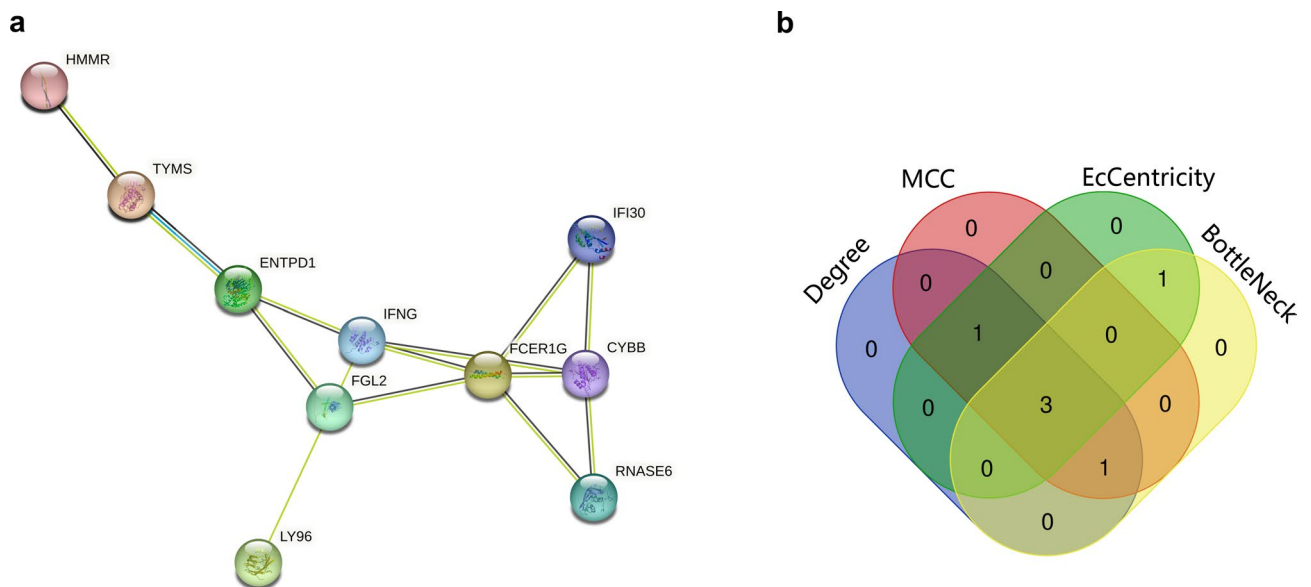 a
b
HMMR
TYMS
ENTPD1
IFNG
FGL2
LY96
FCER1G
IFI30
CYBB
RNASE6
MCC
EcCentricity
Degree
BottleNeck
0
0
0
0
1
0
1
0
0
0
3
0
0
1
0